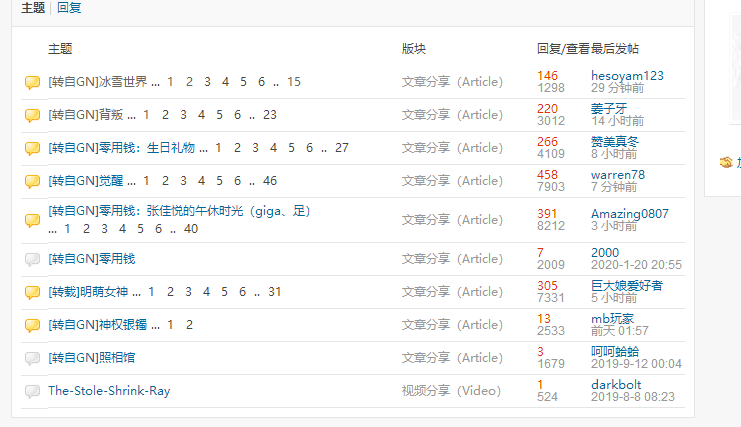 主题 | 回复
主题 版块 回复/查看 最后发帖
[转自GN]冰雪世界 ... 1 2 3 4 5 6 .. 15 文章分享（Article） 146 hesoyam123
1298 29 分钟前
[转自GN]背叛 ... 1 2 3 4 5 6 .. 23 文章分享（Article） 220 姜子牙
3012 14 小时前
[转自GN]零用钱：生日礼物 ... 1 2 3 4 5 6 .. 27 文章分享（Article） 266 赞美真冬
4109 8 小时前
[转自GN]觉醒 ... 1 2 3 4 5 6 .. 46 文章分享（Article） 458 warren78
7903 7 分钟前
[转自GN]零用钱：张佳悦的午休时光（giga、足）
... 1 2 3 4 5 6 .. 40 文章分享（Article） 391 Amazing0807
8212 3 小时前
[转自GN]零用钱 文章分享（Article） 7 2000
2009 2020-1-20 20:55
[转载]明萌女神 ... 1 2 3 4 5 6 .. 31 文章分享（Article） 305 巨大娘爱好者
7331 5 小时前
[转自GN]神权银镯 ... 1 2 文章分享（Article） 13 mb玩家
2533 前天 01:57
[转自GN]照相馆 文章分享（Article） 3 呵呵蛤蛤
1679 2019-9-12 00:04
The-Stole-Shrink-Ray 视频分享（Video） 1 darkbolt
524 2019-8-8 08:23